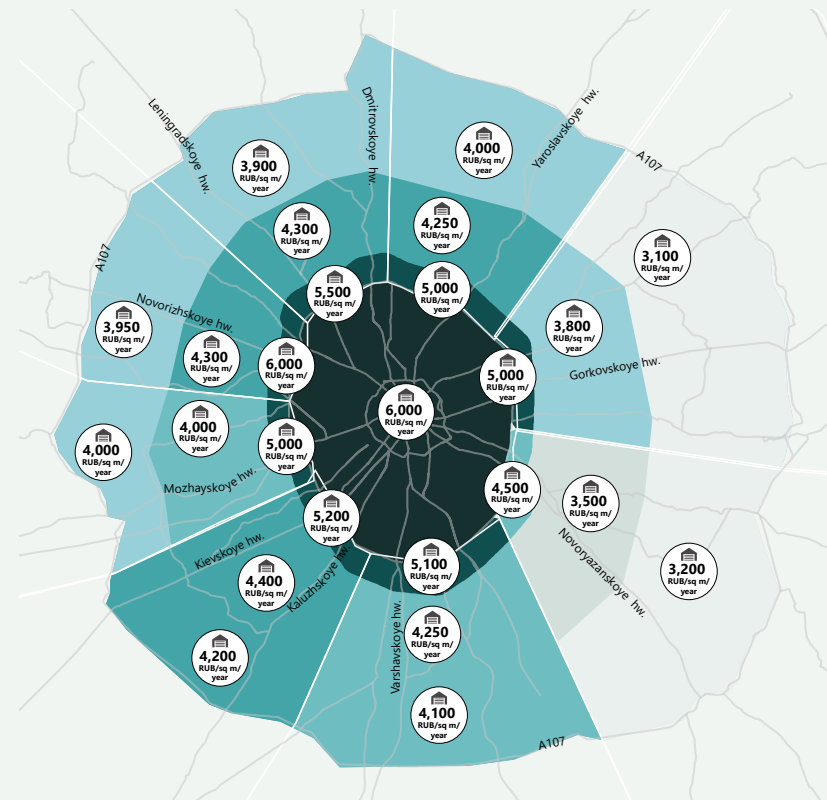 Leningradskoye hw.
Dmitrovskoye hw.
Yaroslavskoye hw.
A107
4,000
RUB/sq m/
year
3,900
RUB/sq m/
year
4,300
RUB/sq m/
year
4,250
RUB/sq m/
year
A107
3,100
RUB/sq m/
year
5,500
RUB/sq m/
year
5,000
RUB/sq m/
year
Novorizhskoye hw.
3,950
RUB/sq m/
year
3,800
RUB/sq m/
year
4,300
RUB/sq m/
year
6,000
RUB/sq m/
year
5,000
RUB/sq m/
year
Gorkovskoye hw.
6,000
RUB/sq m/
year
4,000
RUB/sq m/
year
4,000
RUB/sq m/
year
5,000
RUB/sq m/
year
Mozhayskoye hw.
4,500
RUB/sq m/
year
3,500
RUB/sq m/
year
5,200
RUB/sq m/
year
Kievskoye hw.
Kaluzhskoye hw.
5,100
RUB/sq m/
year
Novoryazanskoye hw.
3,200
RUB/sq m/
year
4,400
RUB/sq m/
year
Varshavskoye hw.
4,250
RUB/sq m/
year
4,200
RUB/sq m/
year
4,100
RUB/sq m/
year
A107